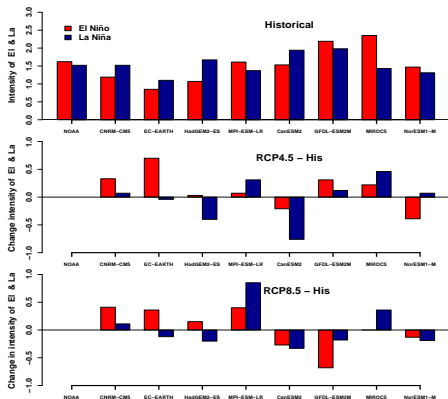 Historical
El Niño
La Niña
Intensity of El & La
3.0
2.5
2.0
1.5
1.0
0.5
0.0
NOAA CNRM−CM5 EC−EARTH HadGEM2−ES MPI−ESM−LR CanESM2 GFDL−ESM2M MIROC5 NorESM1−M
RCP4.5 − His
Change intensity of El & La
1.0
0.5
0.0
−0.5
−1.0
NOAA CNRM−CM5 EC−EARTH HadGEM2−ES MPI−ESM−LR CanESM2 GFDL−ESM2M MIROC5 NorESM1−M
RCP8.5 − His
Change intensity of El & La
1.0
0.5
0.0
−0.5
−1.0
NOAA CNRM−CM5 EC−EARTH HadGEM2−ES MPI−ESM−LR CanESM2 GFDL−ESM2M MIROC5 NorESM1−M